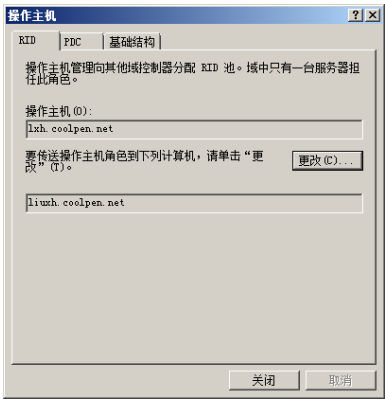 操作主机
RID PDC 基础结构
操作主机管理向其他域控制器分配 RID 池。域中只有一台服务器担
任此角色。
操作主机(O):
lxh.coolpen.net
要传送操作主机角色到下列计算机，请单击“更
改”(T)。
更改(C)...
liuxh.coolpen.net
关闭 取消